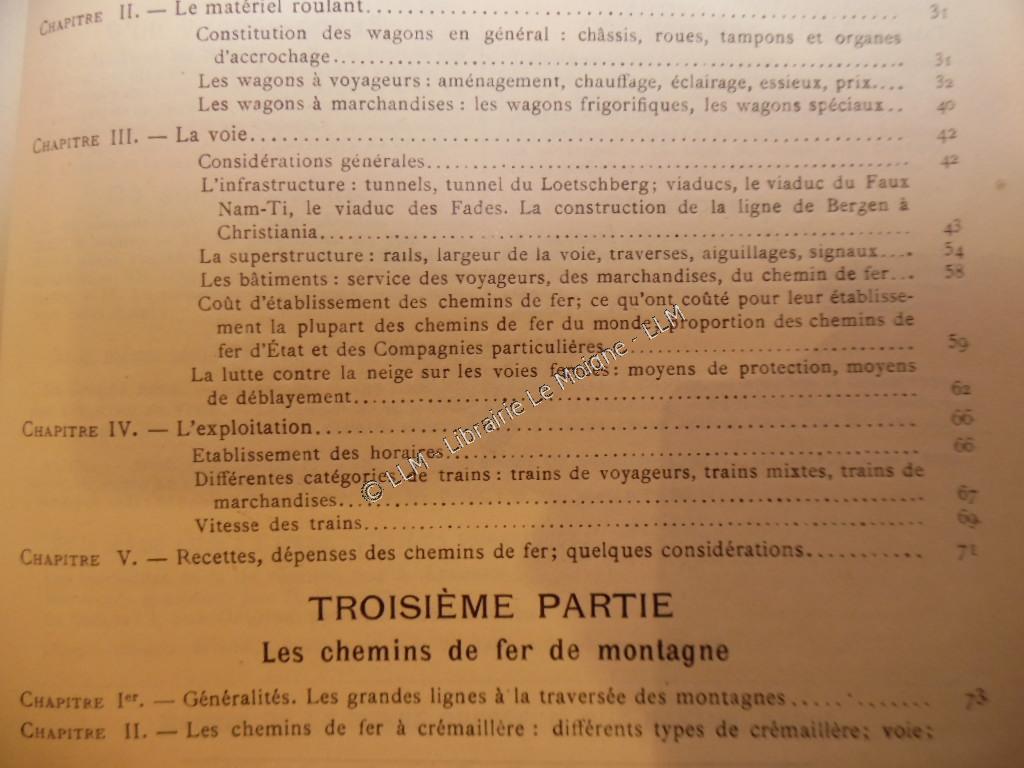 CHAPITRE II. — Le matériel roulant........ 31
Constitution des wagons en général : châssis, roues, tampons et organes
d'accrochage........ 31
Les wagons à voyageurs : aménagement, chauffage, éclairage, essieux, prix.... 32
Les wagons à marchandises : les wagons frigorifiques, les wagons spéciaux.. 40
CHAPITRE III. — La voie........ 42
Considérations générales........ 42
L'infrastructure : tunnels, tunnel du Loetschberg; viaducs, le viaduc du Faux
Nam-Ti, le viaduc des Fades. La construction de la ligne de Bergen à
Christiania........ 43
La superstructure : rails, largeur de la voie, traverses, aiguillages, signaux.... 54
Les bâtiments : service des voyageurs, des marchandises, du chemin de fer... 58
Coût d'établissement des chemins de fer; ce qu'ont coûté pour leur établisse-
ment la plupart des chemins de fer du monde; proportion des chemins de
fer d'État et des Compagnies particulières........ 59
La lutte contre la neige sur les voies ferrées : moyens de protection, moyens
de déblayement........ 62
CHAPITRE IV. — L'exploitation........ 66
Etablissement des horaires........ 66
Différentes catégories de trains : trains de voyageurs, trains mixtes, trains de
marchandises........ 67
Vitesse des trains........ 69
CHAPITRE V. — Recettes, dépenses des chemins de fer; quelques considérations........ 71
© LLM - Librairie Le Moigne - LLM
TROISIÈME PARTIE
Les chemins de fer de montagne
CHAPITRE Ier. — Généralités. Les grandes lignes à la traversée des montagnes........ 73
CHAPITRE II. — Les chemins de fer à crémaillère : différents types de crémaillère; voie;